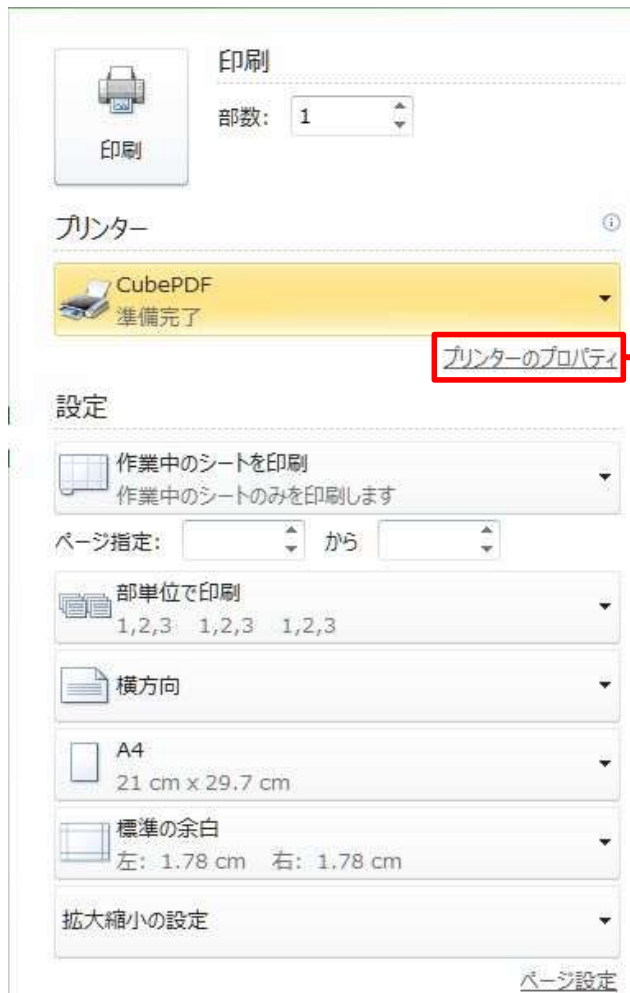 印刷
部数: 1
印刷
プリンター
CubePDF
準備完了
プリンターのプロパティ
設定
作業中のシートを印刷
作業中のシートのみを印刷します
ページ指定: から
部単位で印刷
1,2,3 1,2,3 1,2,3
横方向
A4
21 cm x 29.7 cm
標準の余白
左: 1.78 cm 右: 1.78 cm
拡大縮小の設定
ページ設定